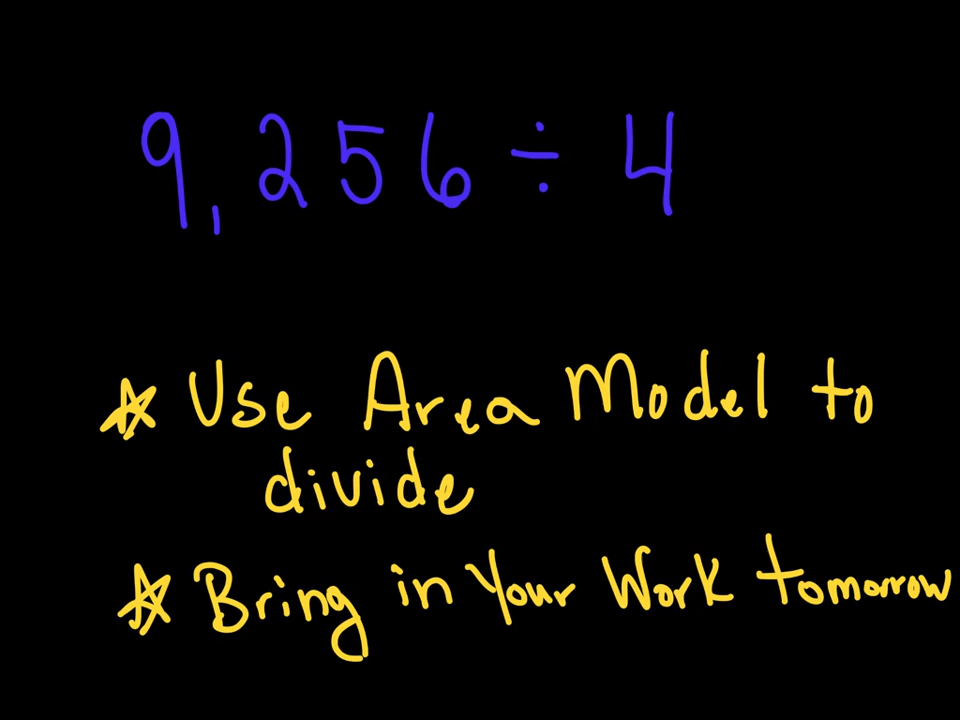 9,256 ÷ 4
☆ Use Area Model to
divide
☆ Bring in Your Work tomorrow